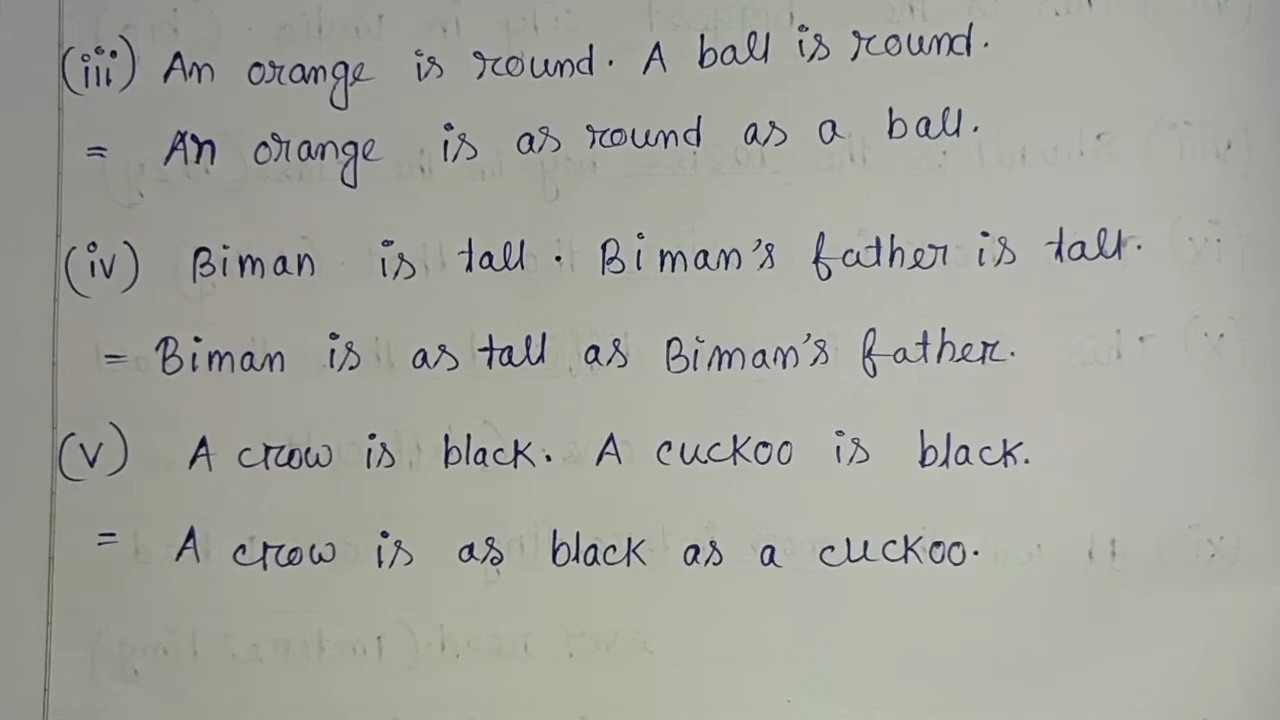 (iii) An orange is round. A ball is round.
= An orange is as round as a ball.
(iv) Biman is tall. Biman's father is tall.
= Biman is as tall as Biman's father.
(v) A crow is black. A cuckoo is black.
= A crow is as black as a cuckoo.